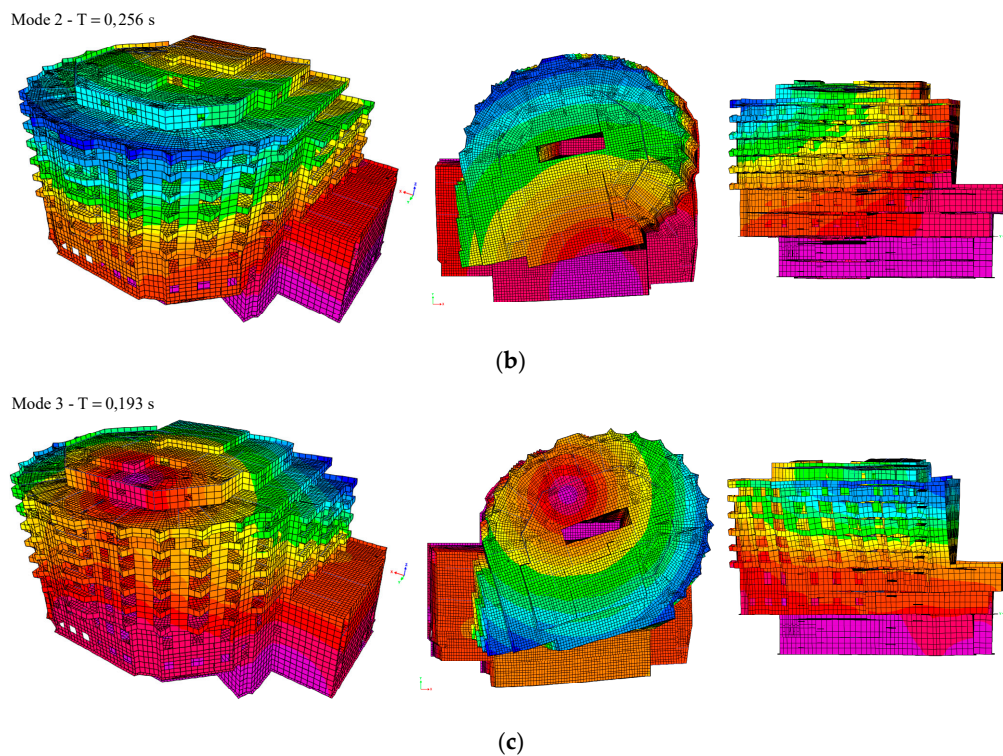 Mode 2 - T = 0,256 s
(b)
Mode 3 - T = 0,193 s
(c)